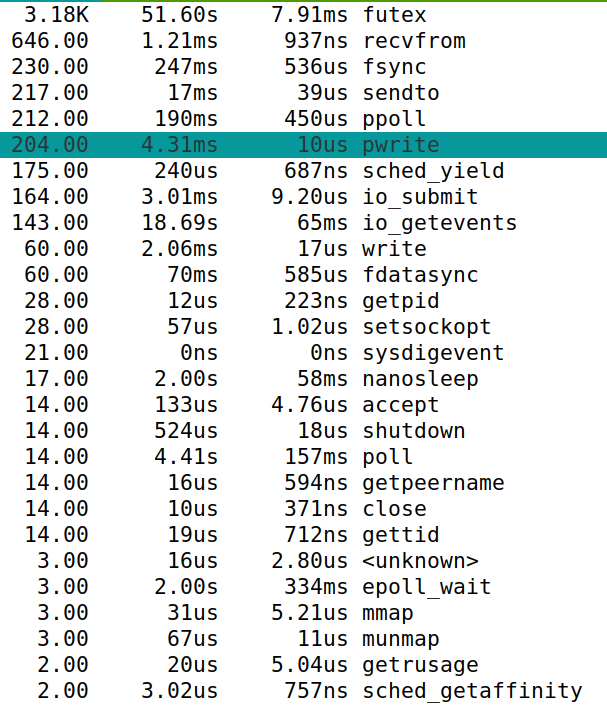 3.18K 51.60s 7.91ms futex
646.00 1.21ms 937ns recvfrom
230.00 247ms 536us fsync
217.00 17ms 39us sendto
212.00 190ms 450us ppoll
204.00 4.31ms 10us pwrite
175.00 240us 687ns sched_yield
164.00 3.01ms 9.20us io_submit
143.00 18.69s 65ms io_getevents
60.00 2.06ms 17us write
60.00 70ms 585us fdatasync
28.00 12us 223ns getpid
28.00 57us 1.02us setsockopt
21.00 0ns 0ns sysdigevent
17.00 2.00s 58ms nanosleep
14.00 133us 4.76us accept
14.00 524us 18us shutdown
14.00 4.41s 157ms poll
14.00 16us 594ns getpeername
14.00 10us 371ns close
14.00 19us 712ns gettid
3.00 16us 2.80us <unknown>
3.00 2.00s 334ms epoll_wait
3.00 31us 5.21us mmap
3.00 67us 11us munmap
2.00 20us 5.04us getrusage
2.00 3.02us 757ns sched_getaffinity